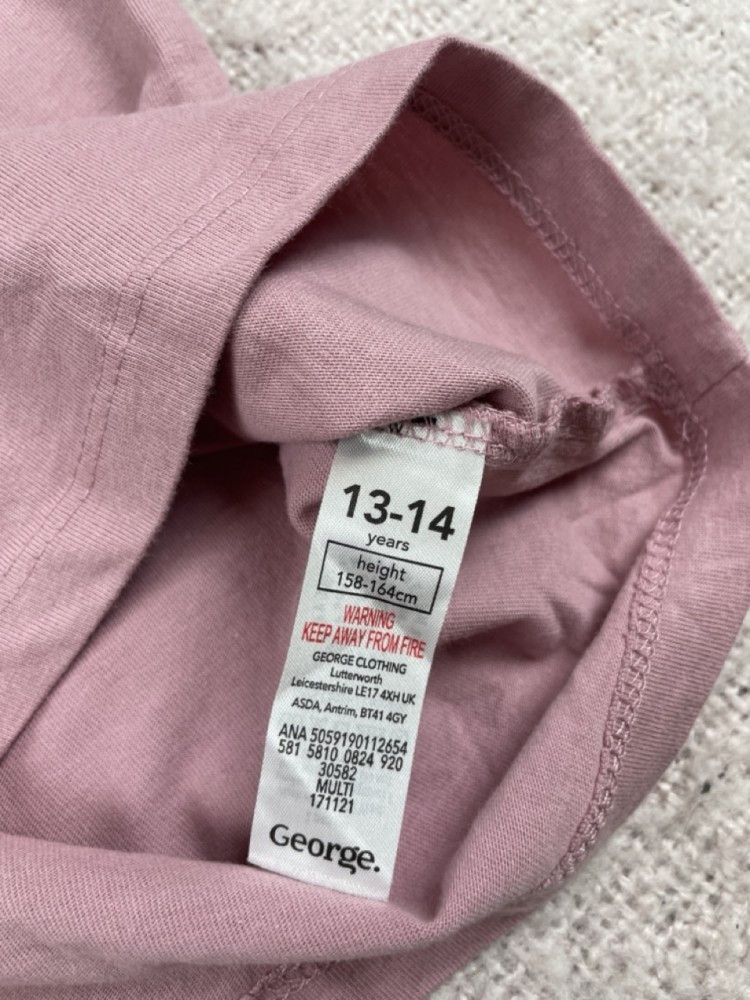 13-14
years
height
158-164cm
WARNING
KEEP AWAY FROM FIRE
GEORGE CLOTHING
Lutterworth
Leicestershire LE17 4XH UK
ASDA, Antrim, BT41 4GY
ANA 5059190112654
581 5810 0824 920
30582
MULTI
171121
George.